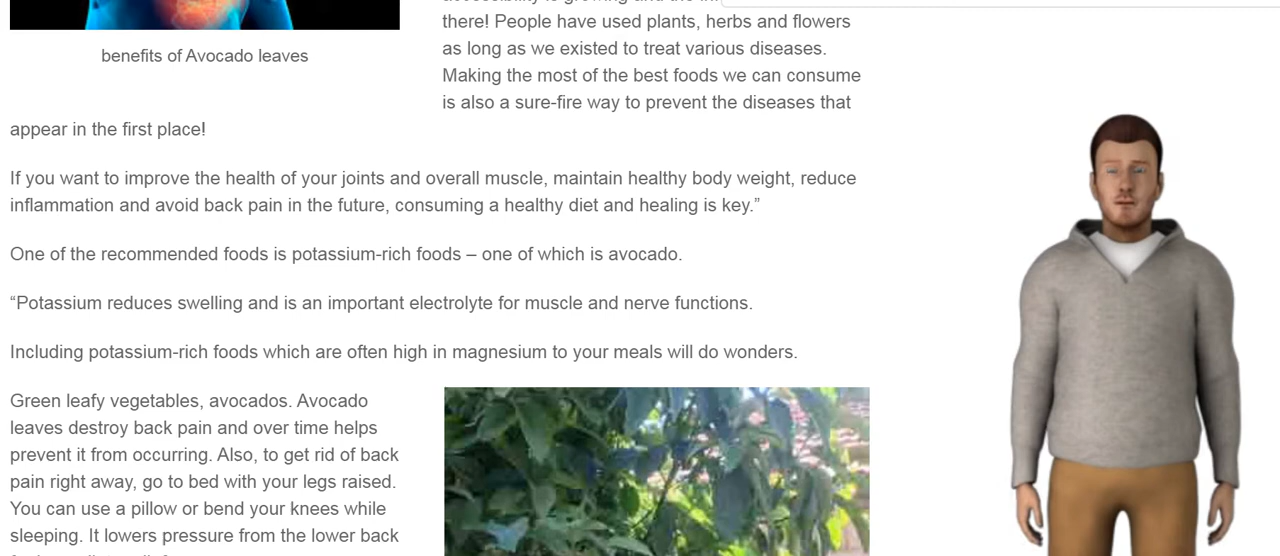 there! People have used plants, herbs and flowers
as long as we existed to treat various diseases.
benefits of Avocado leaves
Making the most of the best foods we can consume
is also a sure-fire way to prevent the diseases that
appear in the first place!
If you want to improve the health of your joints and overall muscle, maintain healthy body weight, reduce
inflammation and avoid back pain in the future, consuming a healthy diet and healing is key.”
One of the recommended foods is potassium-rich foods – one of which is avocado.
“Potassium reduces swelling and is an important electrolyte for muscle and nerve functions.
Including potassium-rich foods which are often high in magnesium to your meals will do wonders.
Green leafy vegetables, avocados. Avocado
leaves destroy back pain and over time helps
prevent it from occurring. Also, to get rid of back
pain right away, go to bed with your legs raised.
You can use a pillow or bend your knees while
sleeping. It lowers pressure from the lower back